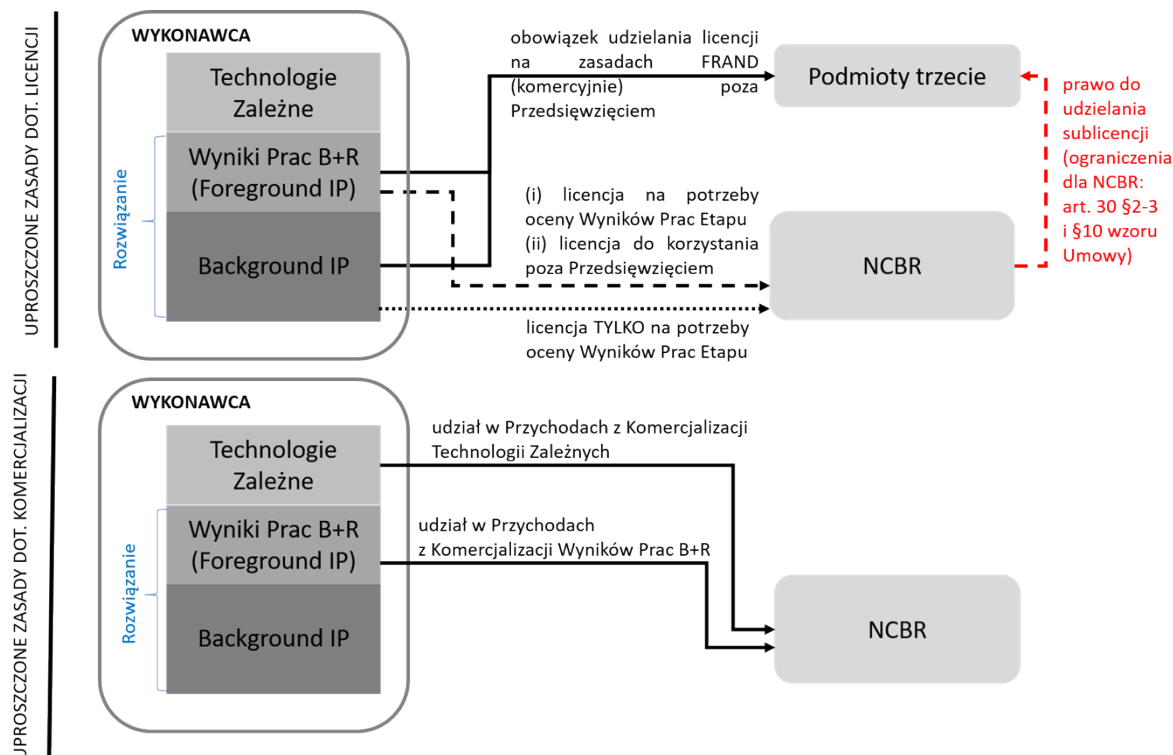 UPROSZCZONE ZASADY DOT. LICENCJI
WYKONAWCA
Technologie
Zależne
Wyniki Prac B+R
(Foreground IP)
Background IP
Rozwiązanie
obowiązek udzielania licencji
na zasadach FRAND
(komercyjnie) poza
Przedsięwzięciem
Podmioty trzecie
prawo do
udzielania
sublicencji
(ograniczenia
dla NCBR:
art. 30 §2-3
i §10 wzoru
Umowy)
(i) licencja na potrzeby
oceny Wyników Prac Etapu
(ii) licencja do korzystania
poza Przedsięwzięciem
NCBR
licencja TYLKO na potrzeby
oceny Wyników Prac Etapu
UPROSZCZONE ZASADY DOT. KOMERCJALIZACJI
WYKONAWCA
Technologie
Zależne
Wyniki Prac B+R
(Foreground IP)
Background IP
Rozwiązanie
udział w Przychodach z Komercjalizacji
Technologii Zależnych
udział w Przychodach
z Komercjalizacji Wyników Prac B+R
NCBR